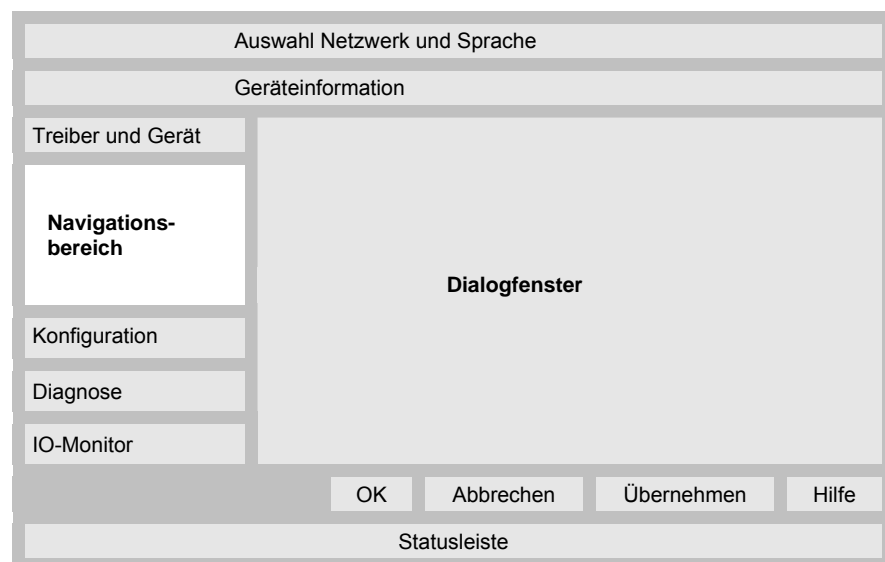 Auswahl Netzwerk und Sprache
Geräteinformation
Treiber und Gerät
Navigations-
bereich
Dialogfenster
Konfiguration
Diagnose
IO-Monitor
OK Abbrechen Übernehmen Hilfe
Statusleiste